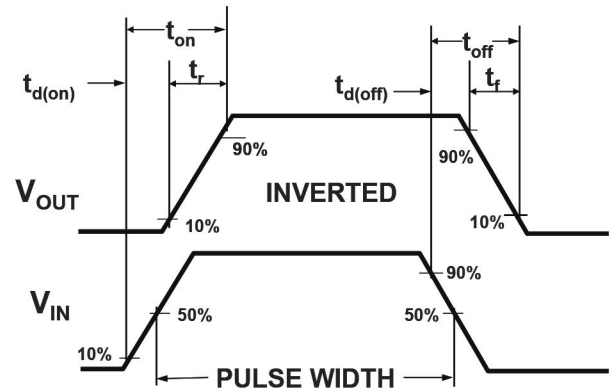 t_on
t_off
t_d(on)
t_r
t_d(off)
t_f
90%
90%
V_OUT
INVERTED
10%
10%
90%
V_IN
50%
50%
10%
PULSE WIDTH